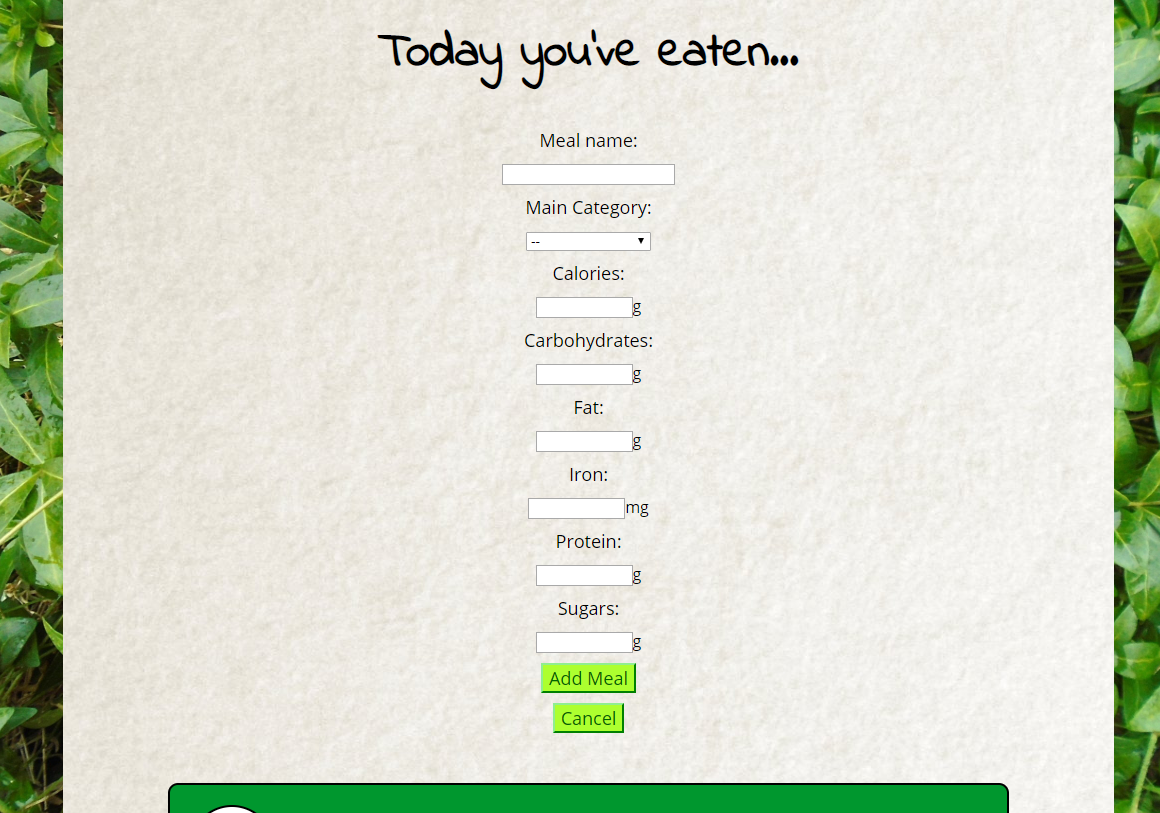 Today you've eaten...
Meal name:
Main Category:
--
Calories:
g
Carbohydrates:
g
Fat:
g
Iron:
mg
Protein:
g
Sugars:
g
Add Meal
Cancel